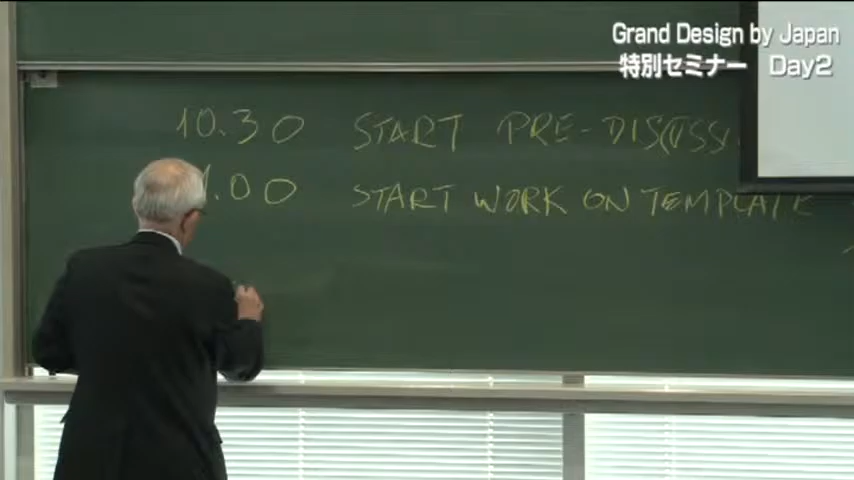 Grand Design by Japan
特別セミナー Day2
10.30 START PRE-DISCUSSI
.00 START WORK ON TEMPLATE